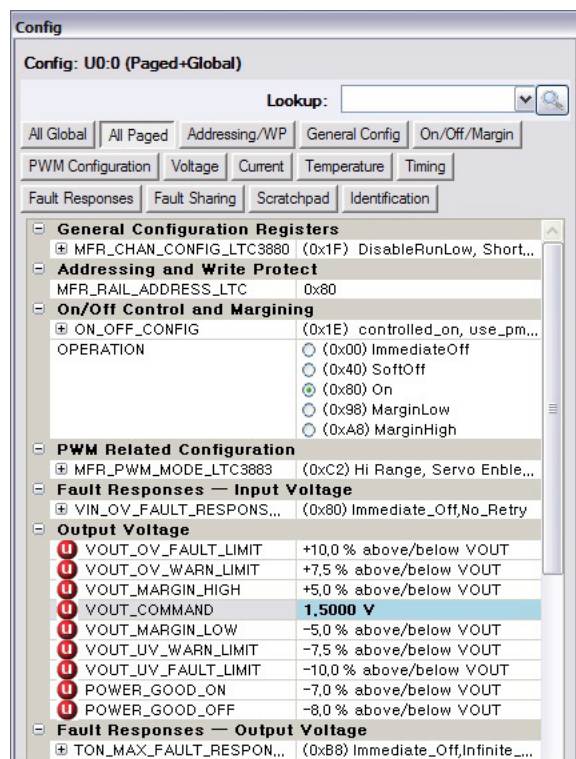 Config
Config: U0:0 (Paged+Global)
Lookup:
All Global All Paged Addressing/WP General Config On/Off/Margin
PWM Configuration Voltage Current Temperature Timing
Fault Responses Fault Sharing Scratchpad Identification
General Configuration Registers
MFR_CHAN_CONFIG_LTC3880 (0x1F) DisableRunLow, Short...
Addressing and Write Protect
MFR_RAIL_ADDRESS_LTC 0x80
On/Off Control and Margining
ON_OFF_CONFIG (0x1E) controlled_on, use_pm...
OPERATION (0x00) ImmediateOff
(0x40) SoftOff
(0x80) On
(0x98) MarginLow
(0xA8) MarginHigh
PWM Related Configuration
MFR_PWM_MODE_LTC3883 (0xC2) Hi Range, Servo Enble...
Fault Responses — Input Voltage
VIN_OV_FAULT_RESPONS... (0x80) Immediate_Off,No_Retry
Output Voltage
u VOUT_OV_FAULT_LIMIT +10,0 % above/below VOUT
u VOUT_OV_WARN_LIMIT +7,5 % above/below VOUT
u VOUT_MARGIN_HIGH +5,0 % above/below VOUT
u VOUT_COMMAND 1,5000 V
u VOUT_MARGIN_LOW -5,0 % above/below VOUT
u VOUT_UV_WARN_LIMIT -7,5 % above/below VOUT
u VOUT_UV_FAULT_LIMIT -10,0 % above/below VOUT
u POWER_GOOD_ON -7,0 % above/below VOUT
u POWER_GOOD_OFF -8,0 % above/below VOUT
Fault Responses — Output Voltage
TON_MAX_FAULT_RESPON... (0xB8) Immediate_Off,Infinite_...